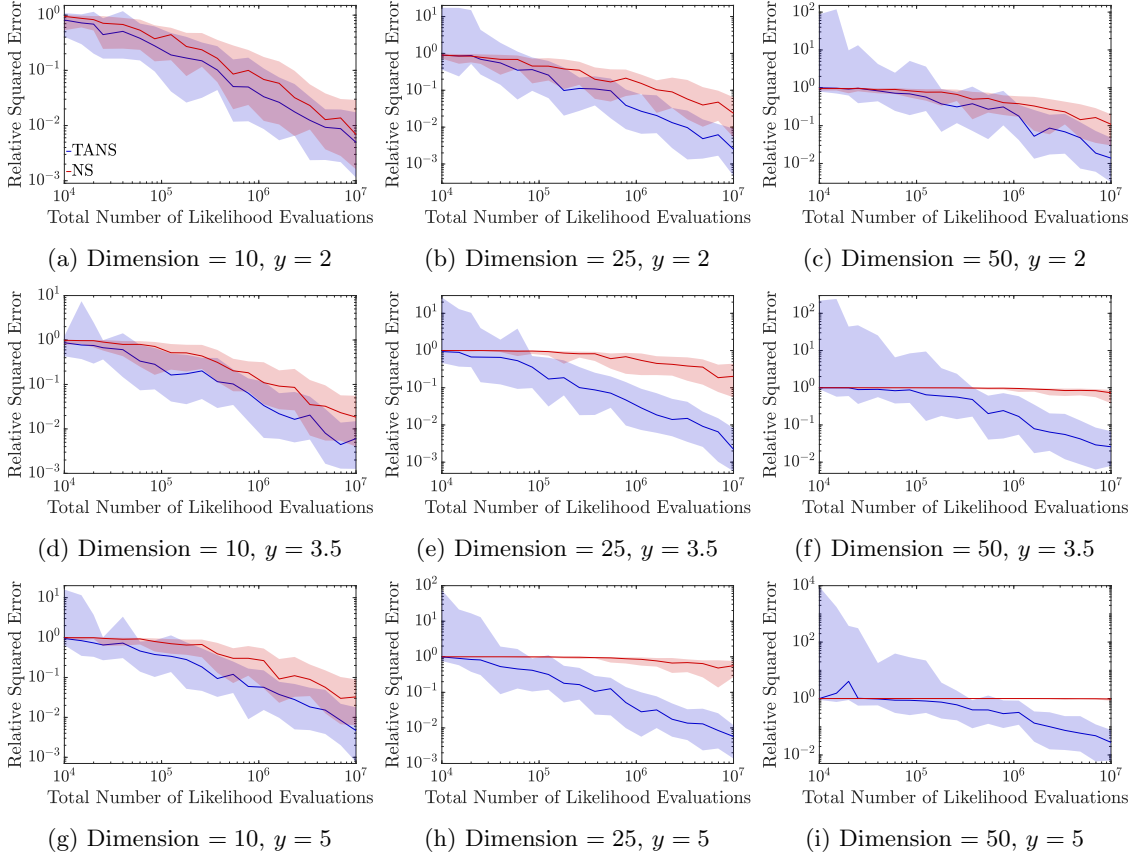 10^0
10^-1
10^-2
10^-3
Relative Squared Error
-TANS
-NS
10^4 10^5 10^6 10^7
Total Number of Likelihood Evaluations
(a) Dimension = 10, y = 2
10^1
10^0
10^-1
10^-2
10^-3
Relative Squared Error
10^4 10^5 10^6 10^7
Total Number of Likelihood Evaluations
(b) Dimension = 25, y = 2
10^2
10^1
10^0
10^-1
10^-2
Relative Squared Error
10^4 10^5 10^6 10^7
Total Number of Likelihood Evaluations
(c) Dimension = 50, y = 2
10^1
10^0
10^-1
10^-2
10^-3
Relative Squared Error
10^4 10^5 10^6 10^7
Total Number of Likelihood Evaluations
(d) Dimension = 10, y = 3.5
10^1
10^0
10^-1
10^-2
10^-3
Relative Squared Error
10^4 10^5 10^6 10^7
Total Number of Likelihood Evaluations
(e) Dimension = 25, y = 3.5
10^2
10^1
10^0
10^-1
10^-2
Relative Squared Error
10^4 10^5 10^6 10^7
Total Number of Likelihood Evaluations
(f) Dimension = 50, y = 3.5
10^1
10^0
10^-1
10^-2
10^-3
Relative Squared Error
10^4 10^5 10^6 10^7
Total Number of Likelihood Evaluations
(g) Dimension = 10, y = 5
10^2
10^1
10^0
10^-1
10^-2
10^-3
Relative Squared Error
10^4 10^5 10^6 10^7
Total Number of Likelihood Evaluations
(h) Dimension = 25, y = 5
10^4
10^2
10^0
10^-2
Relative Squared Error
10^4 10^5 10^6 10^7
Total Number of Likelihood Evaluations
(i) Dimension = 50, y = 5